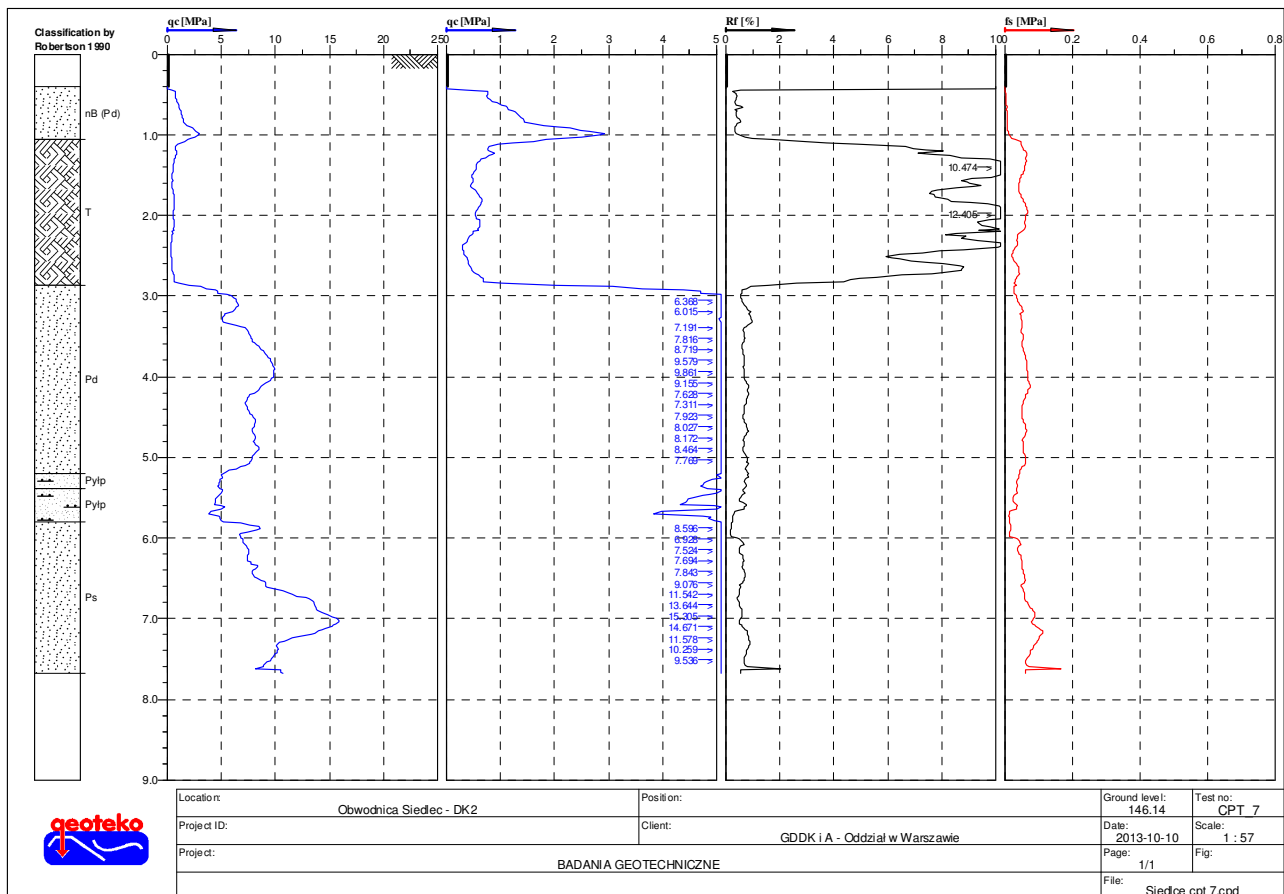 Classification by
Robertson 1990
qc [MPa]
0 5 10 15 20 25
qc [MPa]
0 1 2 3 4 5
Rf [%]
0 2 4 6 8 10
fs [MPa]
0 0.2 0.4 0.6 0.8
0
1.0
2.0
3.0
4.0
5.0
6.0
7.0
8.0
9.0
nB (Pd)
T
Pd
Pyłp
Pyłp
Ps
6.368
6.015
7.191
7.816
8.719
9.579
9.861
9.155
7.628
7.311
7.923
8.027
8.172
8.464
7.769
8.596
6.928
7.524
7.694
7.843
9.076
11.542
13.644
15.305
14.671
11.578
10.259
9.536
10.474
12.405
geoteko
Location:
Obwodnica Siedlec - DK2
Position:
Ground level:
146.14
Test no:
CPT_7
Project ID:
Client:
GDDK i A - Oddział w Warszawie
Date:
2013-10-10
Scale:
1 : 57
Project:
BADANIA GEOTECHNICZNE
Page:
1/1
Fig:
File:
Siedlce cpt 7.cpd